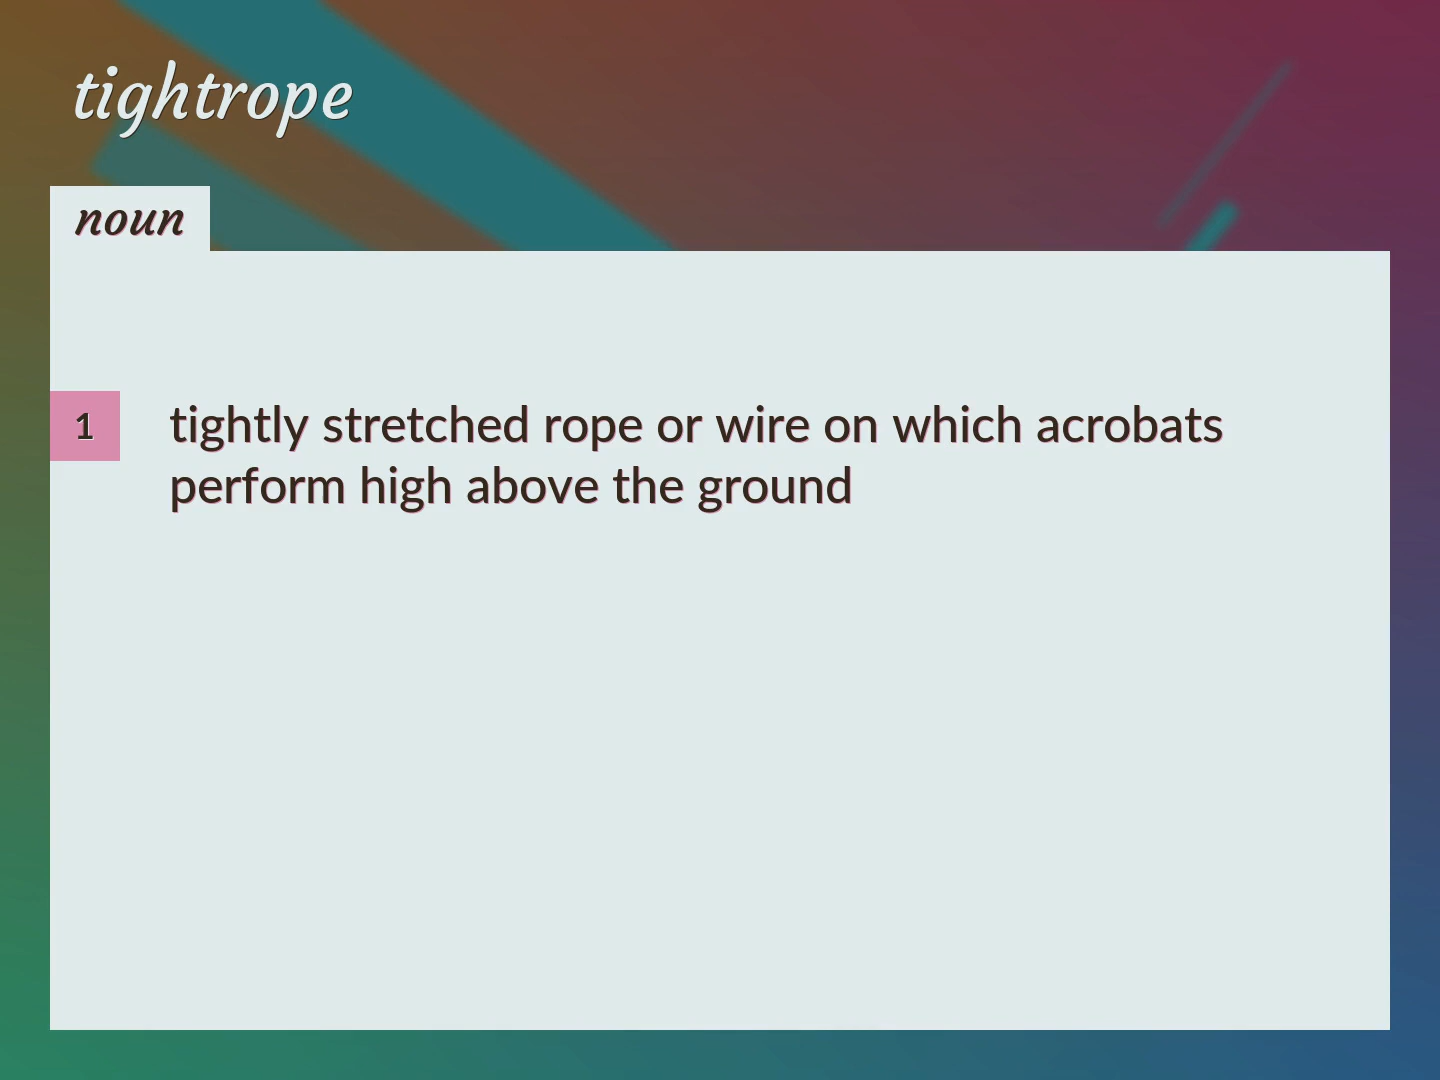 tightrope
noun
1
tightly stretched rope or wire on which acrobats
perform high above the ground